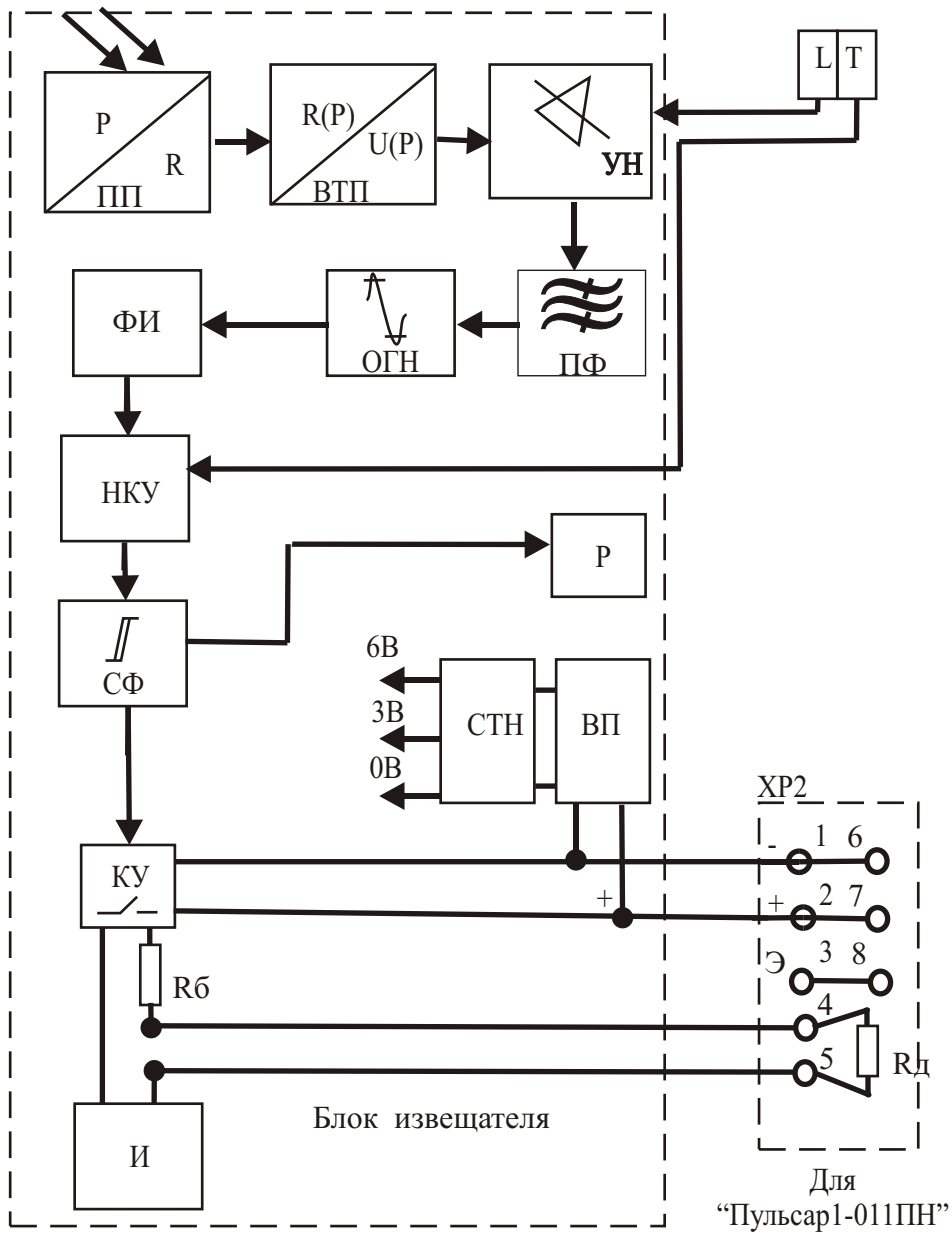 L T
P
R
ПП
R(P)
U(P)
ВТП
УН
ФИ
ОГН
ПФ
НКУ
P
СФ
6В
3В
0В
СТН
ВП
XP2
КУ
- 1 6
+
+ 2 7
Э 3 8
Rб
4
5
Rд
И
Блок извещателя
Для
“Пульсар1-011ПН”